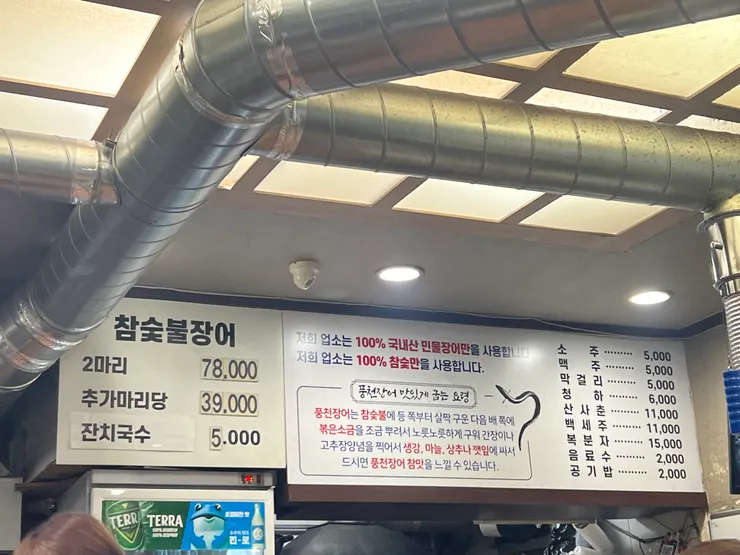 참숯불장어
2마리 78,000
추가마리당 39,000
잔치국수 5,000
저희 업소는 100% 국내산 민물장어만을 사용합니다.
저희 업소는 100% 참숯만을 사용합니다.
풍천장어 맛있게 굽는 요령
풍천장어는 참숯불에 등 쪽부터 살짝 구운 다음 배 쪽에
볶은소금을 조금 뿌려서 노릇노릇하게 구워 간장이나
고추장양념을 찍어서 생강, 마늘, 상추나 깻잎에 싸서
드시면 풍천장어 참맛을 느낄 수 있습니다.
소 주 ········· 5,000
맥 주 ········· 5,000
막 걸 리 ········· 5,000
청 하 ········· 6,000
산 사 춘 ········· 11,000
백 세 주 ········· 11,000
복 분 자 ········· 15,000
음 료 수 ········· 2,000
공 기 밥 ········· 2,000
TERRA
TERRA
진로